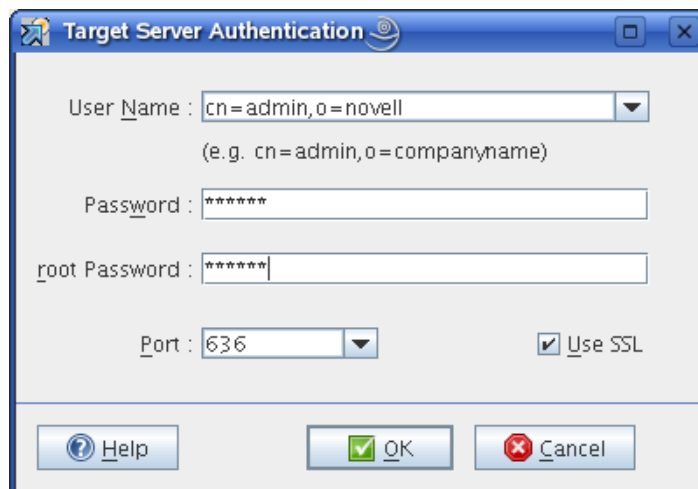 Target Server Authentication
User Name : cn=admin,o=novell
(e.g. cn=admin,o=companyname)
Password : ******
root Password : ******
Port : 636 Use SSL
Help OK Cancel